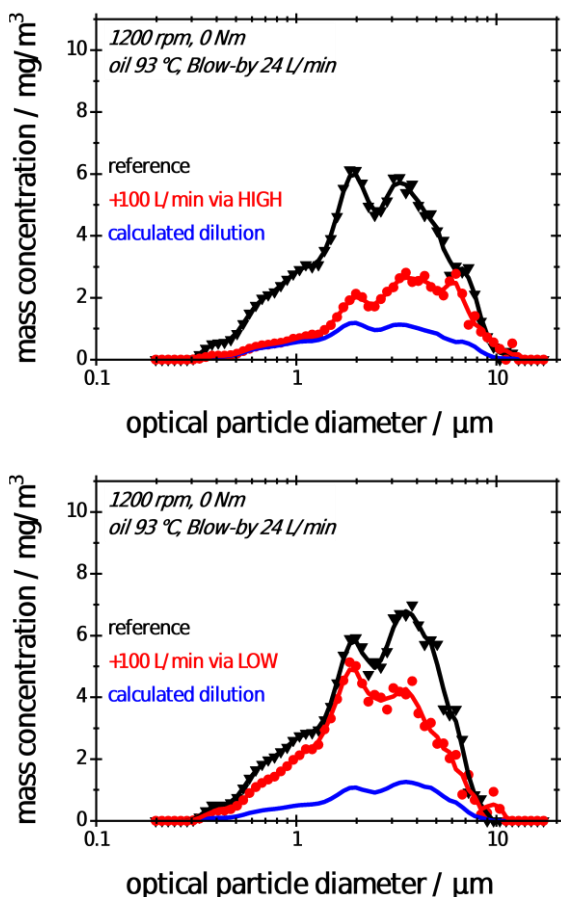 1200 rpm, 0 Nm
oil 93 °C, Blow-by 24 L/min
reference
+100 L/min via HIGH
calculated dilution
mass concentration / mg/m³
10
8
6
4
2
0
0.1
1
10
optical particle diameter / µm
1200 rpm, 0 Nm
oil 93 °C, Blow-by 24 L/min
reference
+100 L/min via LOW
calculated dilution
mass concentration / mg/m³
10
8
6
4
2
0
0.1
1
10
optical particle diameter / µm